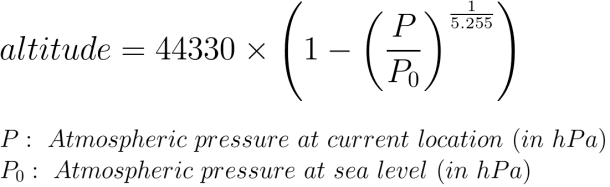 altitude = 44330 × (1 − (P/P₀)^(1/5.255))
P : Atmospheric pressure at current location (in hPa)
P₀ : Atmospheric pressure at sea level (in hPa)